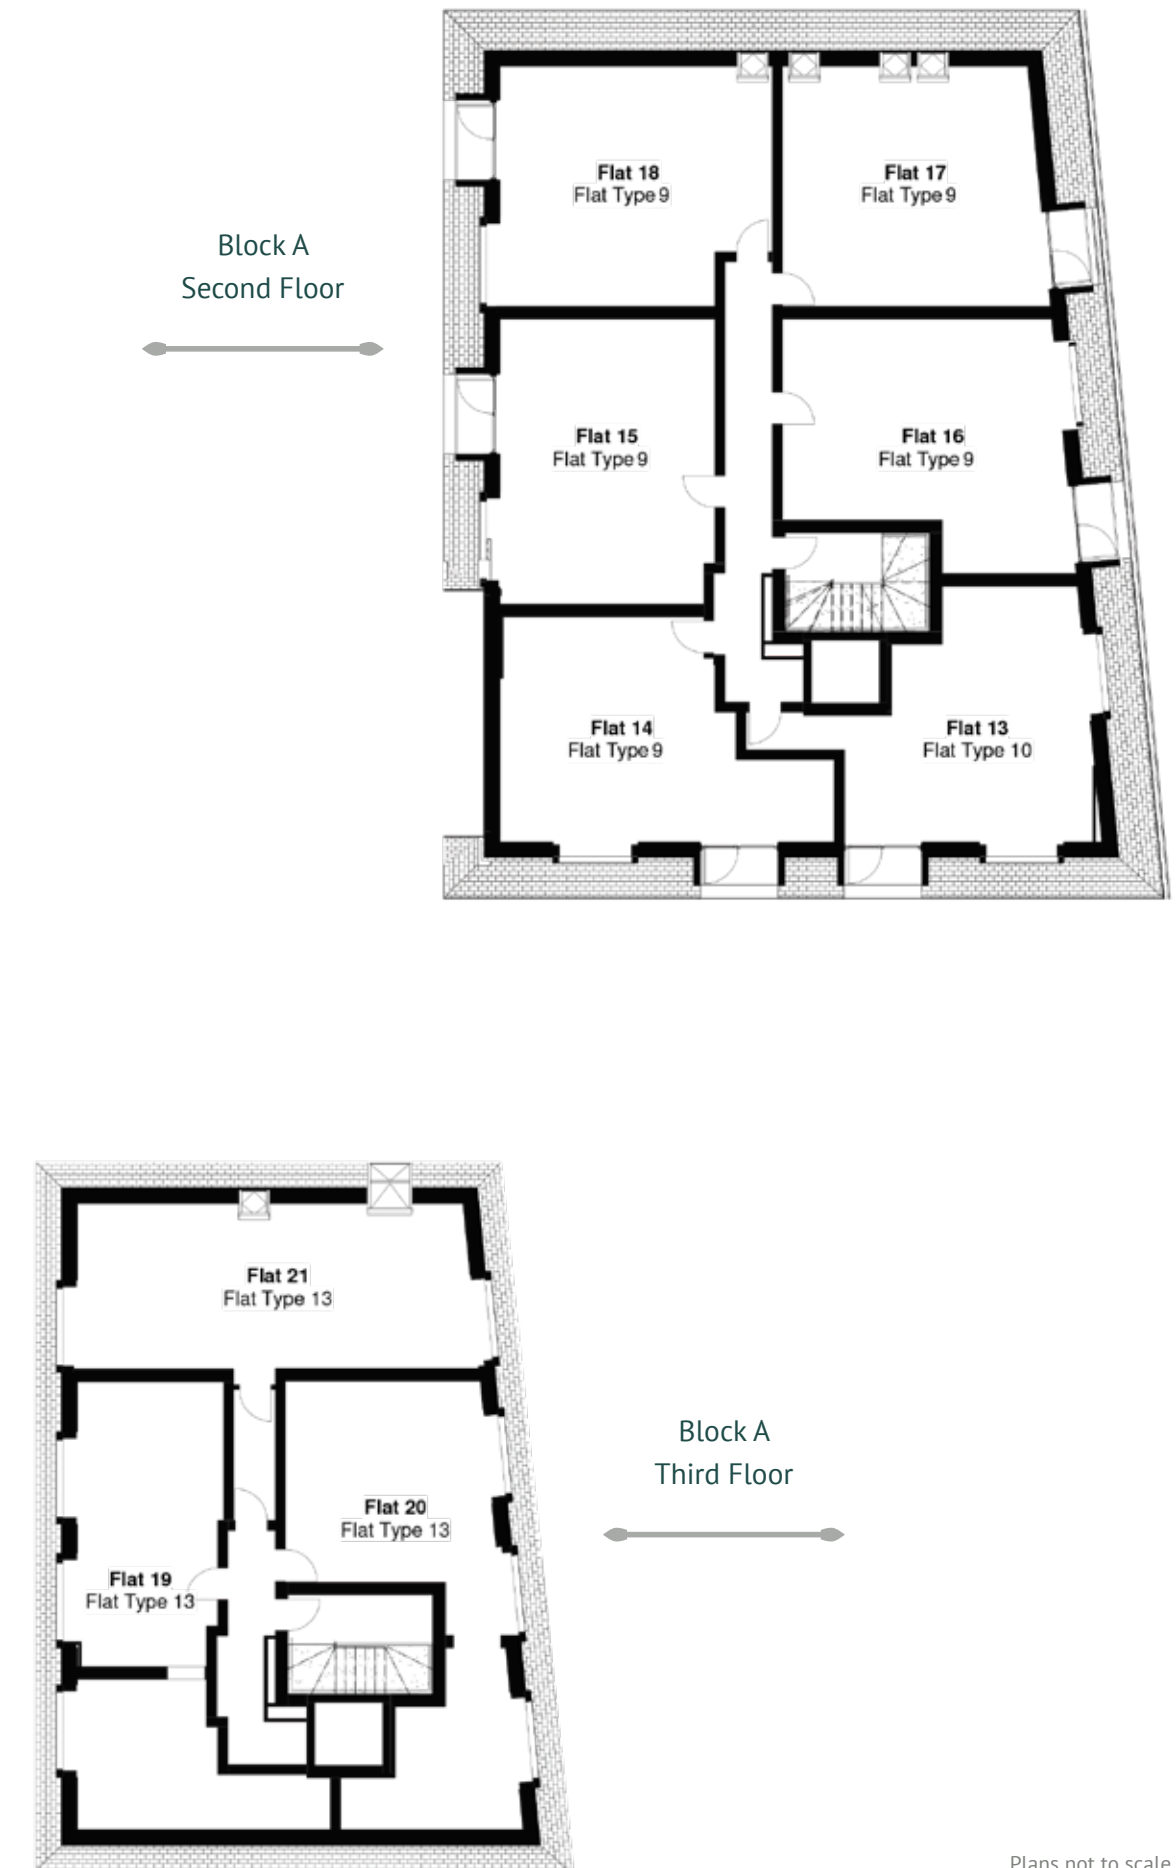 Flat 18
Flat Type 9
Flat 17
Flat Type 9
Block A
Second Floor
Flat 15
Flat Type 9
Flat 16
Flat Type 9
Flat 14
Flat Type 9
Flat 13
Flat Type 10
Flat 21
Flat Type 13
Block A
Third Floor
Flat 20
Flat Type 13
Flat 19
Flat Type 13
Plans not to scale